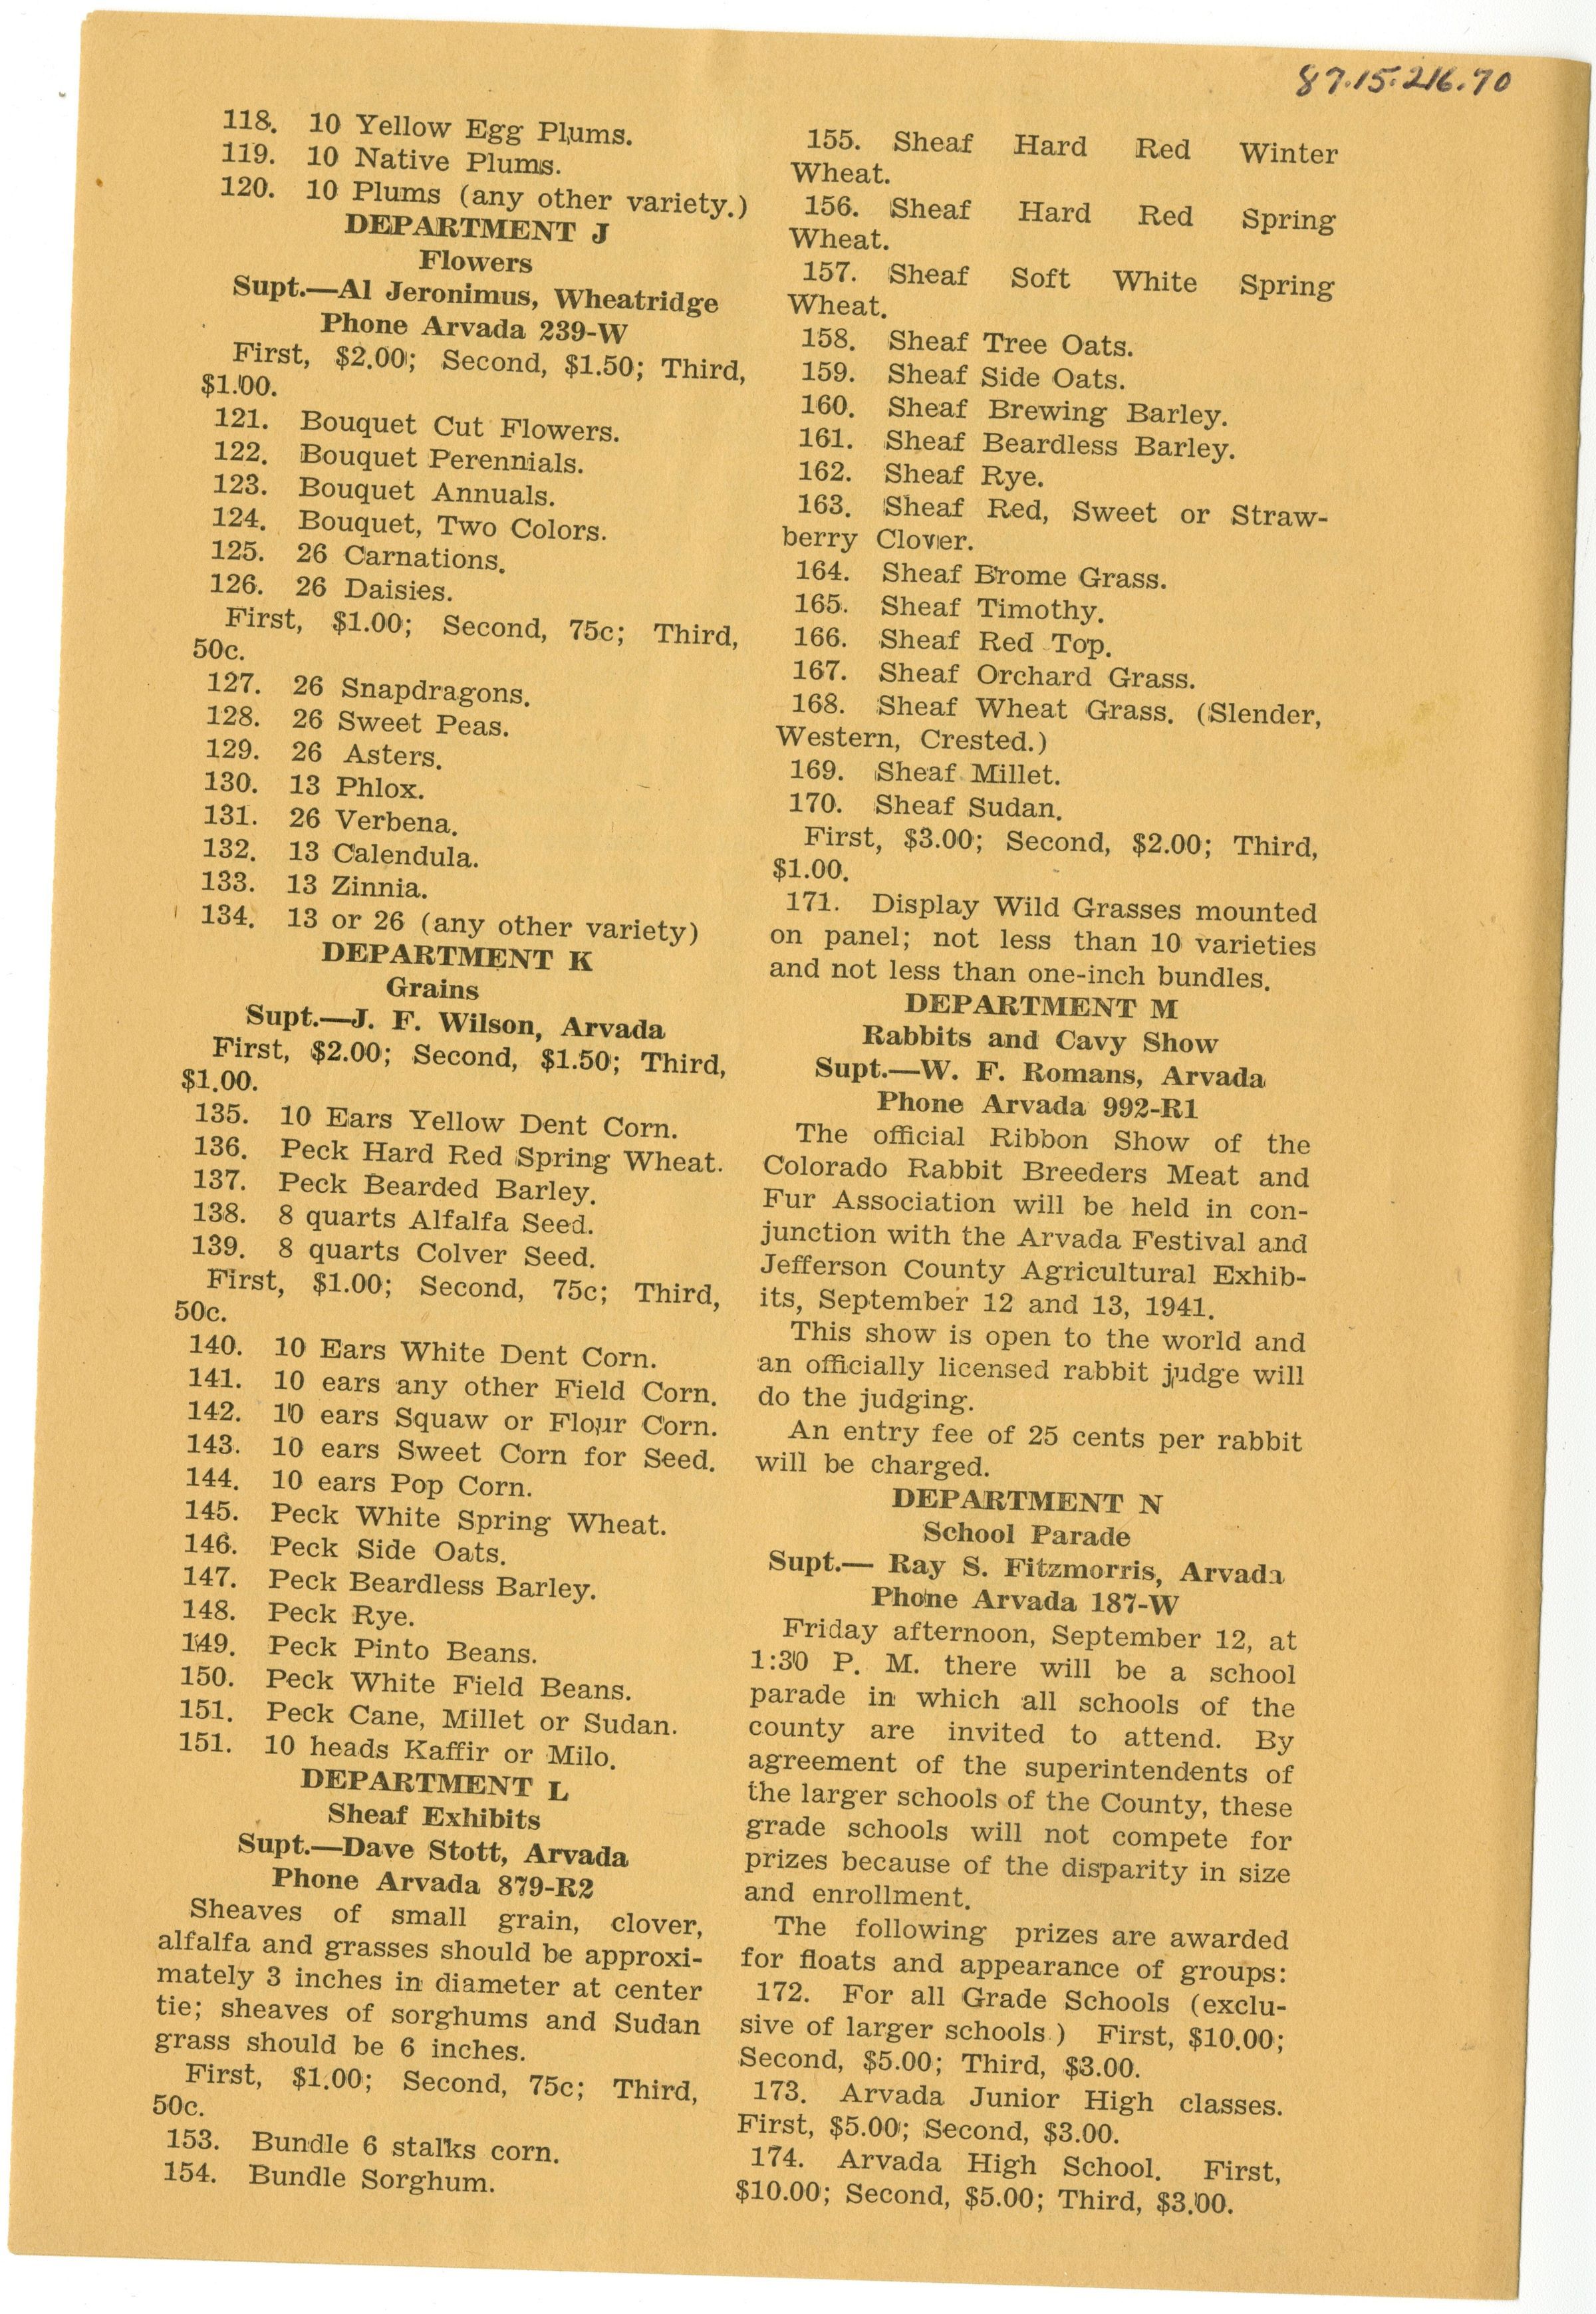 87.15.216.70
118. 10 Yellow Egg Plums.
119. 10 Native Plums.
120. 10 Plums (any other variety.)
DEPARTMENT J
Flowers
Supt.—Al Jeronimus, Wheatridge
Phone Arvada 239-W
First, $2.00; Second, $1.50; Third,
$1.00.
121. Bouquet Cut Flowers.
122. Bouquet Perennials.
123. Bouquet Annuals.
124. Bouquet, Two Colors.
125. 26 Carnations.
126. 26 Daisies.
First, $1.00; Second, 75c; Third,
50c.
127. 26 Snapdragons.
128. 26 Sweet Peas.
129. 26 Asters.
130. 13 Phlox.
131. 26 Verbena.
132. 13 Calendula.
133. 13 Zinnia.
134. 13 or 26 (any other variety)
DEPARTMENT K
Grains
Supt.—J. F. Wilson, Arvada
First, $2.00; Second, $1.50; Third,
$1.00.
135. 10 Ears Yellow Dent Corn.
136. Peck Hard Red Spring Wheat.
137. Peck Bearded Barley.
138. 8 quarts Alfalfa Seed.
139. 8 quarts Colver Seed.
First, $1.00; Second, 75c; Third,
50c.
140. 10 Ears White Dent Corn.
141. 10 ears any other Field Corn.
142. 10 ears Squaw or Flour Corn.
143. 10 ears Sweet Corn for Seed.
144. 10 ears Pop Corn.
145. Peck White Spring Wheat.
146. Peck Side Oats.
147. Peck Beardless Barley.
148. Peck Rye.
149. Peck Pinto Beans.
150. Peck White Field Beans.
151. Peck Cane, Millet or Sudan.
151. 10 heads Kaffir or Milo.
DEPARTMENT L
Sheaf Exhibits
Supt.—Dave Stott, Arvada
Phone Arvada 879-R2
Sheaves of small grain, clover,
alfalfa and grasses should be approxi-
mately 3 inches in diameter at center
tie; sheaves of sorghums and Sudan
grass should be 6 inches.
First, $1.00; Second, 75c; Third,
50c.
153. Bundle 6 stalks corn.
154. Bundle Sorghum.
155. Sheaf Hard Red Winter
Wheat.
156. Sheaf Hard Red Spring
Wheat.
157. Sheaf Soft White Spring
Wheat.
158. Sheaf Tree Oats.
159. Sheaf Side Oats.
160. Sheaf Brewing Barley.
161. Sheaf Beardless Barley.
162. Sheaf Rye.
163. Sheaf Red, Sweet or Straw-
berry Clover.
164. Sheaf Brome Grass.
165. Sheaf Timothy.
166. Sheaf Red Top.
167. Sheaf Orchard Grass.
168. Sheaf Wheat Grass. (Slender,
Western, Crested.)
169. Sheaf Millet.
170. Sheaf Sudan.
First, $3.00; Second, $2.00; Third,
$1.00.
171. Display Wild Grasses mounted
on panel; not less than 10 varieties
and not less than one-inch bundles.
DEPARTMENT M
Rabbits and Cavy Show
Supt.—W. F. Romans, Arvada
Phone Arvada 992-R1
The official Ribbon Show of the
Colorado Rabbit Breeders Meat and
Fur Association will be held in con-
junction with the Arvada Festival and
Jefferson County Agricultural Exhib-
its, September 12 and 13, 1941.
This show is open to the world and
an officially licensed rabbit judge will
do the judging.
An entry fee of 25 cents per rabbit
will be charged.
DEPARTMENT N
School Parade
Supt.— Ray S. Fitzmorris, Arvada
Phone Arvada 187-W
Friday afternoon, September 12, at
1:30 P. M. there will be a school
parade in which all schools of the
county are invited to attend. By
agreement of the superintendents of
the larger schools of the County, these
grade schools will not compete for
prizes because of the disparity in size
and enrollment.
The following prizes are awarded
for floats and appearance of groups:
172. For all Grade Schools (exclu-
sive of larger schools.) First, $10.00;
Second, $5.00; Third, $3.00.
173. Arvada Junior High classes.
First, $5.00; Second, $3.00.
174. Arvada High School. First,
$10.00; Second, $5.00; Third, $3.00.